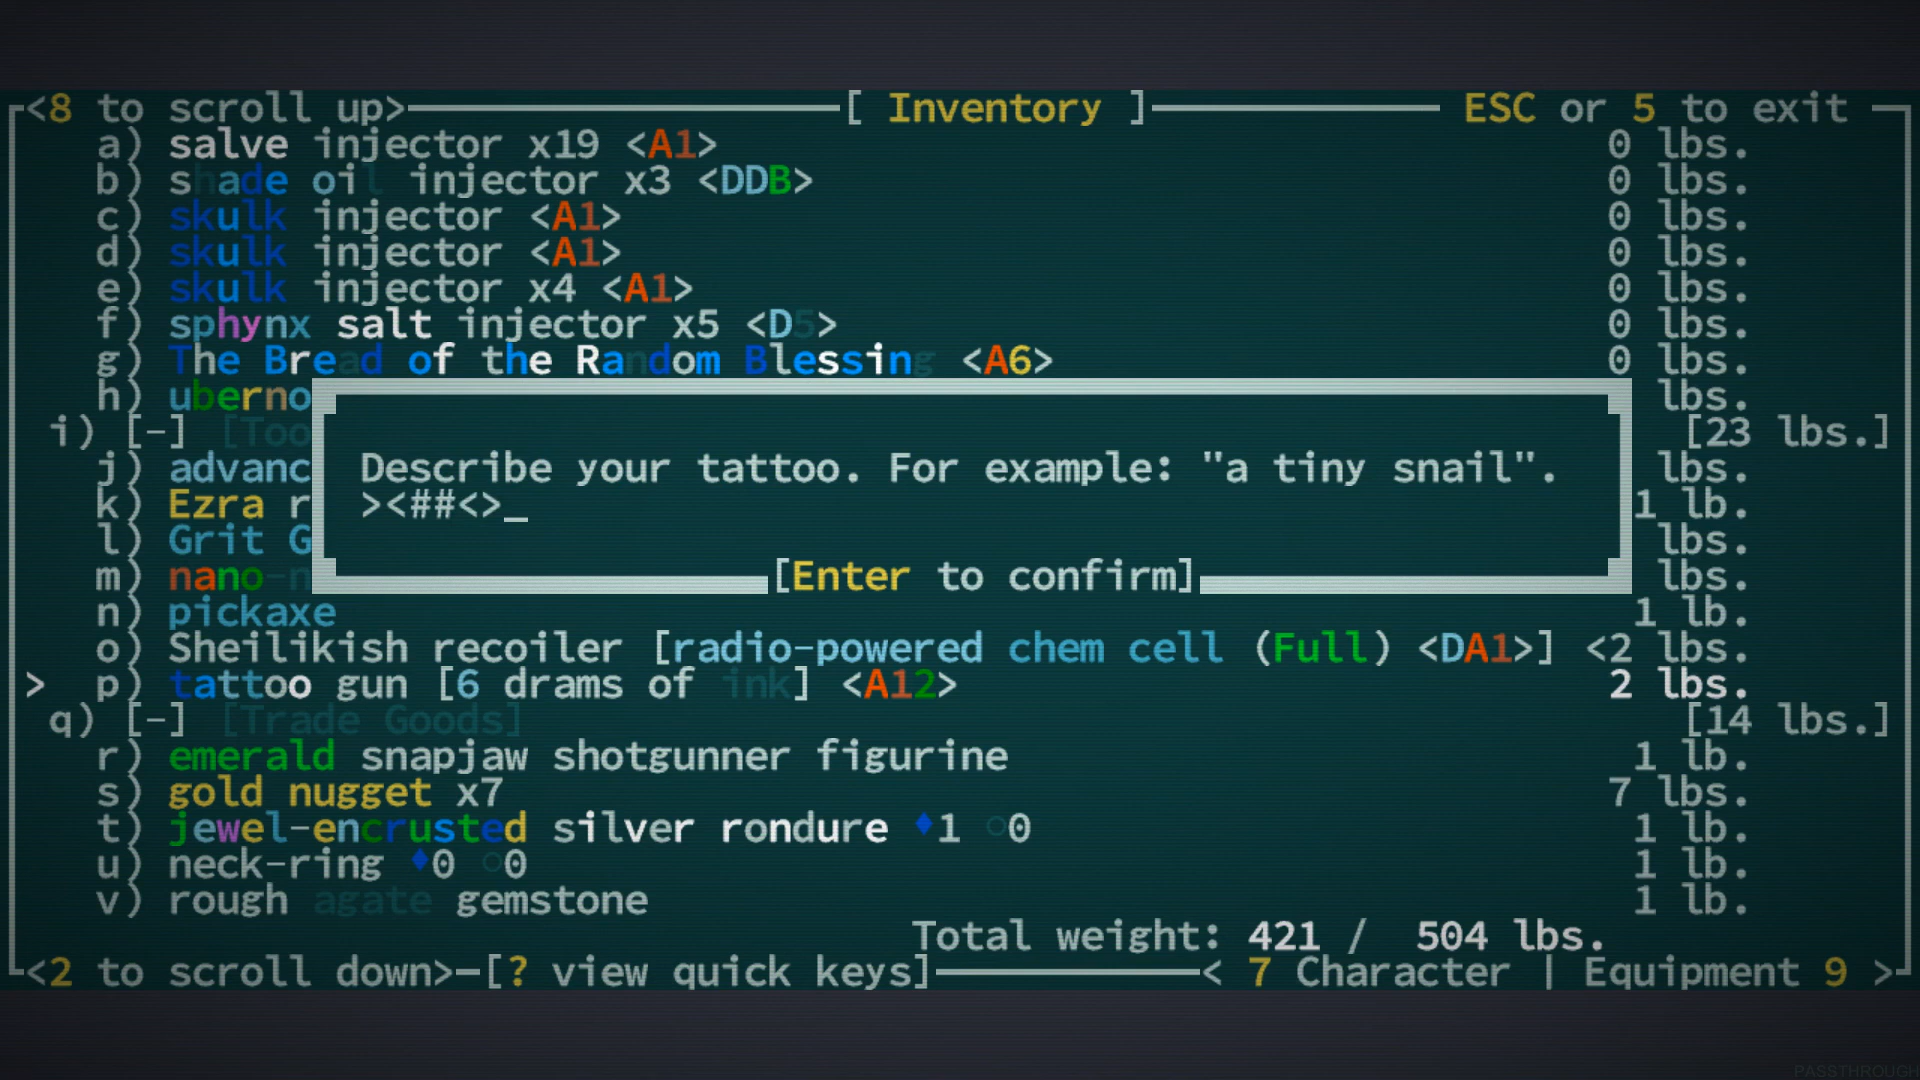 <8 to scroll up> [ Inventory ] ESC or 5 to exit
a) salve injector x19 <A1> 0 lbs.
b) shade oil injector x3 <DDB> 0 lbs.
c) skulk injector <A1> 0 lbs.
d) skulk injector <A1> 0 lbs.
e) skulk injector x4 <A1> 0 lbs.
f) sphynx salt injector x5 <D5> 0 lbs.
g) The Bread of the Random Blessing <A6> 0 lbs.
h) uberno lbs.
i) [-] [Too [23 lbs.]
j) advanc lbs.
Describe your tattoo. For example: "a tiny snail".
k) Ezra r 1 lb.
><##<>_
l) Grit G lbs.
m) nano-n lbs.
[Enter to confirm]
n) pickaxe 1 lb.
o) Sheilikish recoiler [radio-powered chem cell (Full) <DA1>] <2 lbs.
> p) tattoo gun [6 drams of ink] <A12> 2 lbs.
q) [-] [Trade Goods] [14 lbs.]
r) emerald snapjaw shotgunner figurine 1 lb.
s) gold nugget x7 7 lbs.
t) jewel-encrusted silver rondure ♦1 ○0 1 lb.
u) neck-ring ♦0 ○0 1 lb.
v) rough agate gemstone 1 lb.
Total weight: 421 / 504 lbs.
<2 to scroll down> [? view quick keys] < 7 Character | Equipment 9 >
PASSTHROUGH